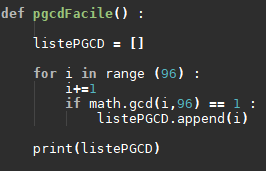 def pgcdFacile() :
listePGCD = []
for i in range (96) :
i+=1
if math.gcd(i,96) == 1 :
listePGCD.append(i)
print(listePGCD)